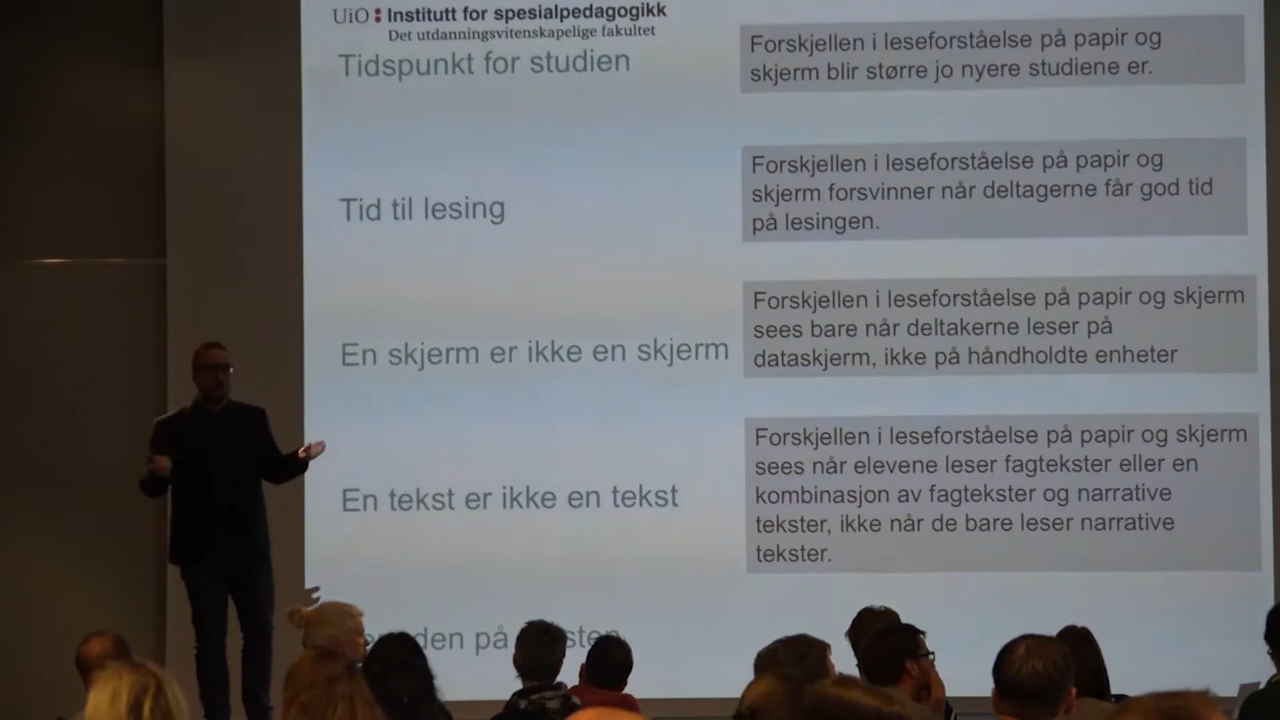 UiO : Institutt for spesialpedagogikk
Det utdanningsvitenskapelige fakultet
Tidspunkt for studien
Forskjellen i leseforståelse på papir og
skjerm blir større jo nyere studiene er.
Tid til lesing
Forskjellen i leseforståelse på papir og
skjerm forsvinner når deltagerne får god tid
på lesingen.
En skjerm er ikke en skjerm
Forskjellen i leseforståelse på papir og skjerm
sees bare når deltakerne leser på
dataskjerm, ikke på håndholdte enheter
En tekst er ikke en tekst
Forskjellen i leseforståelse på papir og skjerm
sees når elevene leser fagtekster eller en
kombinasjon av fagtekster og narrative
tekster, ikke når de bare leser narrative
tekster.
på